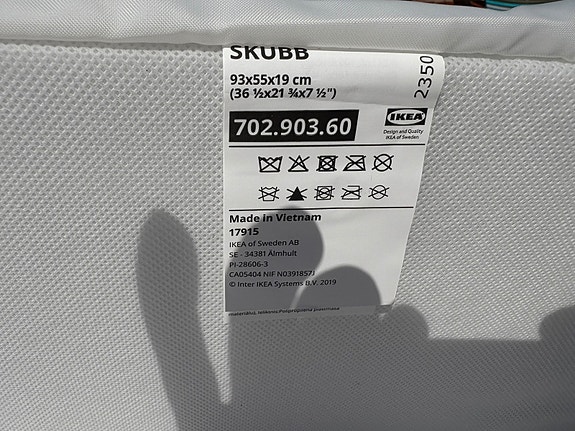 SKUBB
2350
93x55x19 cm
(36 ½x21 ¾x7 ½")
702.903.60
IKEA
Design and Quality
IKEA of Sweden
Made in Vietnam
17915
IKEA of Sweden AB
SE - 34381 Älmhult
PI-28606-3
CA05404 NIF N0391857J
© Inter IKEA Systems B.V. 2019